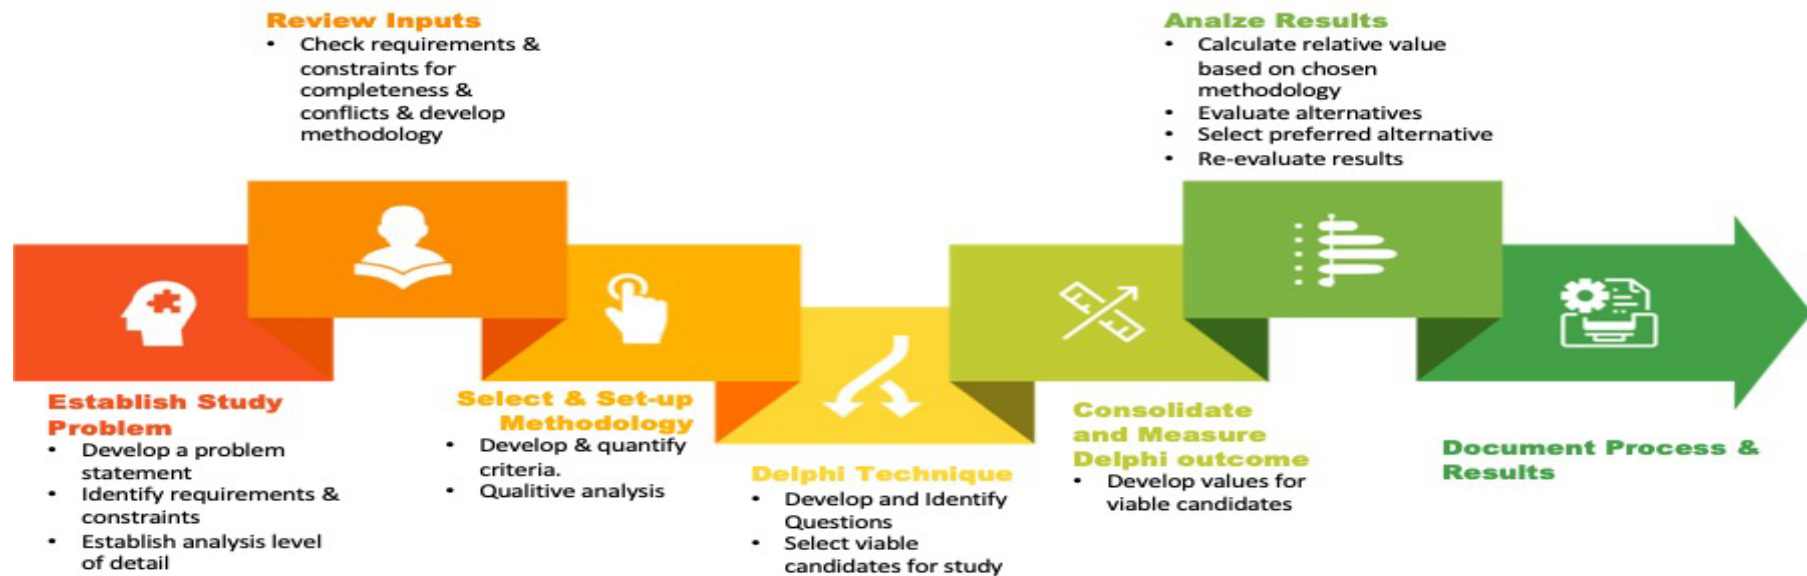 Review Inputs
• Check requirements &
constraints for
completeness &
conflicts & develop
methodology
Analze Results
• Calculate relative value
based on chosen
methodology
• Evaluate alternatives
• Select preferred alternative
• Re-evaluate results
Establish Study
Problem
• Develop a problem
statement
• Identify requirements &
constraints
• Establish analysis level
of detail
Select & Set-up
Methodology
• Develop & quantify
criteria.
• Qualitive analysis
Delphi Technique
• Develop and Identify
Questions
• Select viable
candidates for study
Consolidate
and Measure
Delphi outcome
• Develop values for
viable candidates
Document Process &
Results